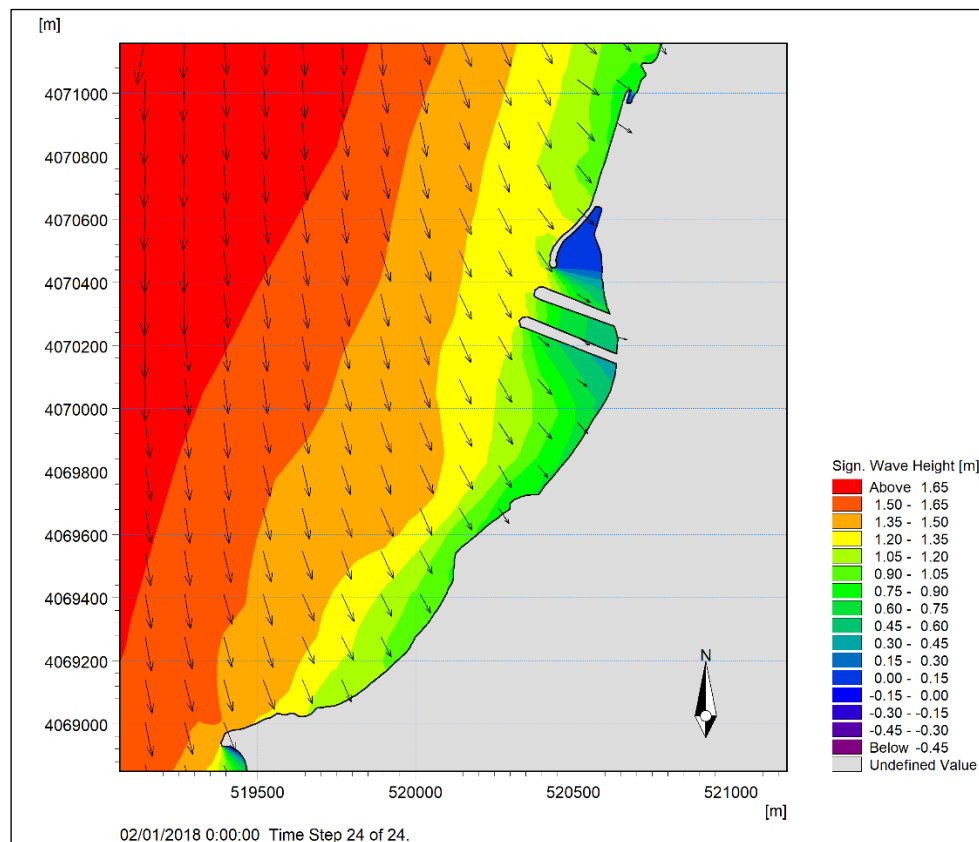 [m]
4071000
4070800
4070600
4070400
4070200
4070000
4069800
4069600
4069400
4069200
4069000
519500 520000 520500 521000
[m]
02/01/2018 0:00:00 Time Step 24 of 24.
N
Sign. Wave Height [m]
Above 1.65
1.50 - 1.65
1.35 - 1.50
1.20 - 1.35
1.05 - 1.20
0.90 - 1.05
0.75 - 0.90
0.60 - 0.75
0.45 - 0.60
0.30 - 0.45
0.15 - 0.30
0.00 - 0.15
-0.15 - 0.00
-0.30 - -0.15
-0.45 - -0.30
Below -0.45
Undefined Value